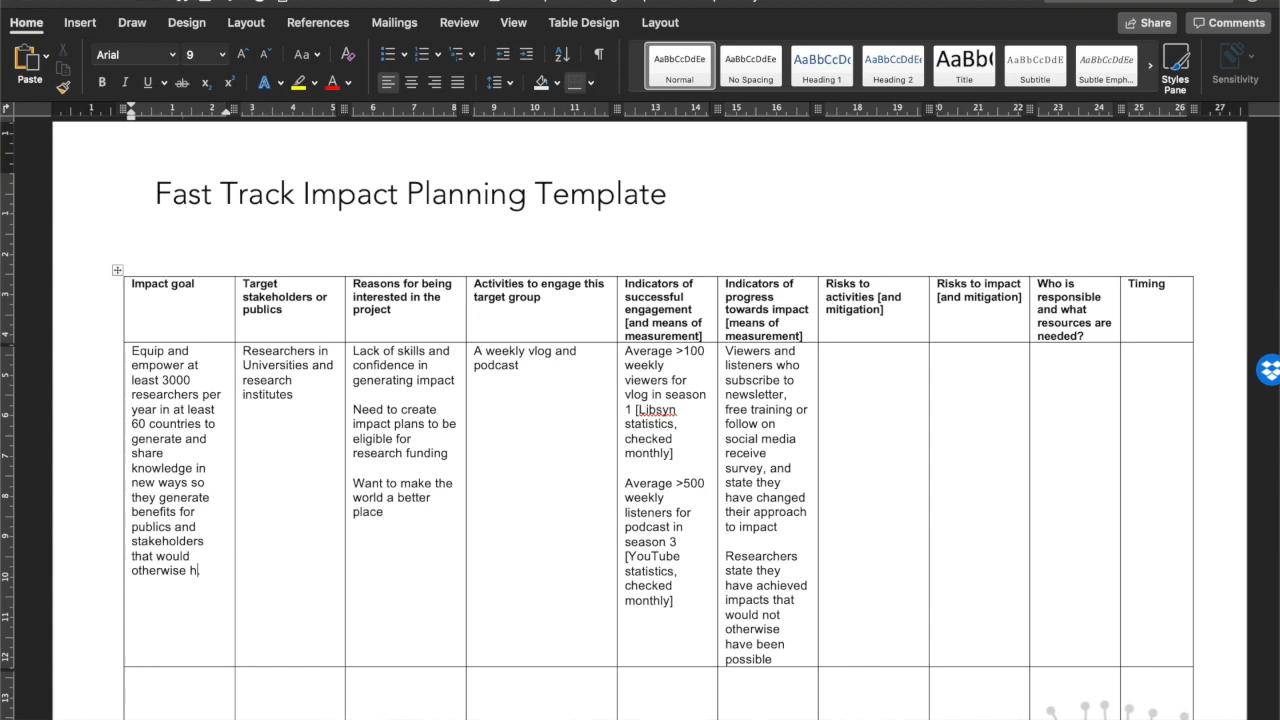 Home Insert Draw Design Layout References Mailings Review View Table Design Layout Share Comments
Paste
Arial 9
AaBbCcDdEe AaBbCcDdEe AaBbCcDc AaBbCcDdEe AaBb( AaBbCcDdE AaBbCcDdEe
Normal No Spacing Heading 1 Heading 2 Title Subtitle Subtle Emph...
Styles
Pane
Sensitivity
Fast Track Impact Planning Template
Impact goal
Target
stakeholders or
publics
Reasons for being
interested in the
project
Activities to engage this
target group
Indicators of
successful
engagement
[and means of
measurement]
Indicators of
progress
towards impact
[means of
measurement]
Risks to
activities [and
mitigation]
Risks to impact
[and mitigation]
Who is
responsible
and what
resources are
needed?
Timing
Equip and
empower at
least 3000
researchers per
year in at least
60 countries to
generate and
share
knowledge in
new ways so
they generate
benefits for
publics and
stakeholders
that would
otherwise h
Researchers in
Universities and
research
institutes
Lack of skills and
confidence in
generating impact
Need to create
impact plans to be
eligible for
research funding
Want to make the
world a better
place
A weekly vlog and
podcast
Average >100
weekly
viewers for
vlog in season
1 [Libsyn
statistics,
checked
monthly]
Average >500
weekly
listeners for
podcast in
season 3
[YouTube
statistics,
checked
monthly]
Viewers and
listeners who
subscribe to
newsletter,
free training or
follow on
social media
receive
survey, and
state they
have changed
their approach
to impact
Researchers
state they
have achieved
impacts that
would not
otherwise
have been
possible